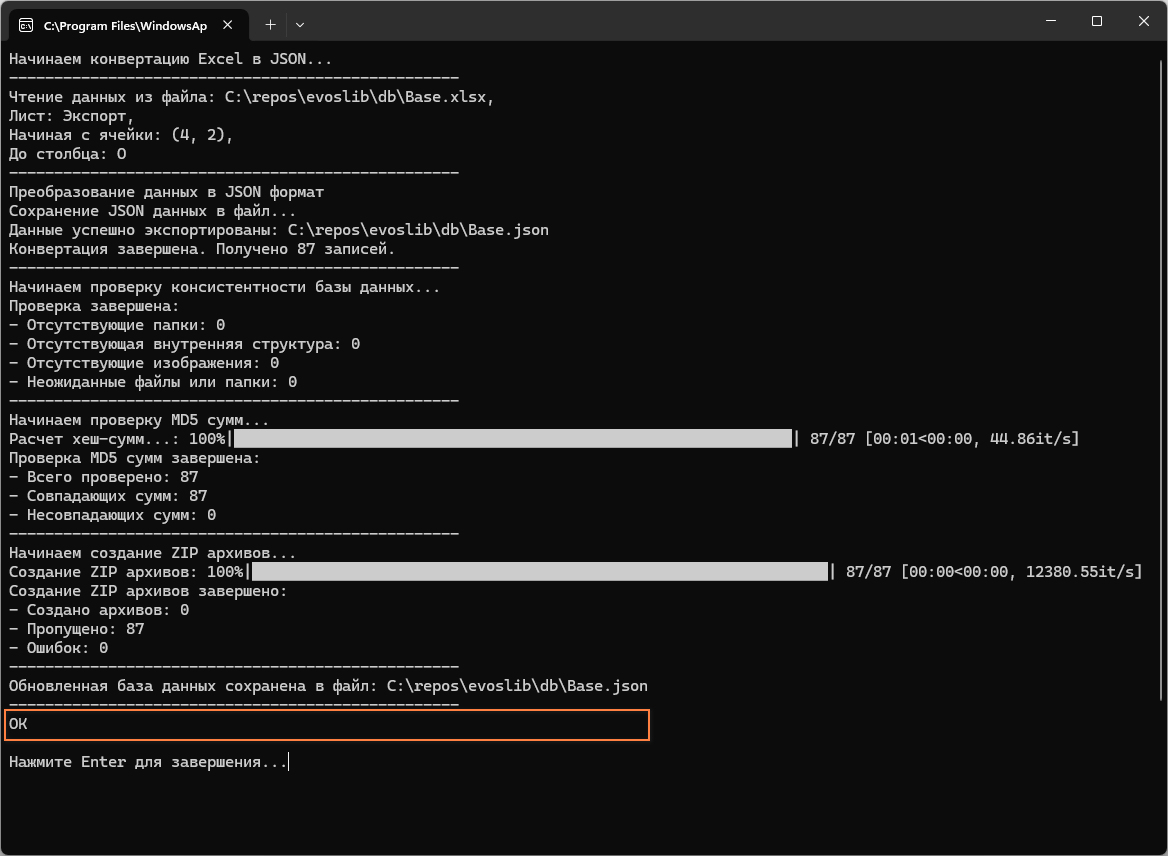 C:\Program Files\WindowsAp
Начинаем конвертацию Excel в JSON...
--------------------------------------------------
Чтение данных из файла: C:\repos\evoslib\db\Base.xlsx,
Лист: Экспорт,
Начиная с ячейки: (4, 2),
До столбца: O
--------------------------------------------------
Преобразование данных в JSON формат
Сохранение JSON данных в файл...
Данные успешно экспортированы: C:\repos\evoslib\db\Base.json
Конвертация завершена. Получено 87 записей.
--------------------------------------------------
Начинаем проверку консистентности базы данных...
Проверка завершена:
- Отсутствующие папки: 0
- Отсутствующая внутренняя структура: 0
- Отсутствующие изображения: 0
- Неожиданные файлы или папки: 0
--------------------------------------------------
Начинаем проверку MD5 сумм...
Расчет хеш-сумм...: 100%| | 87/87 [00:01<00:00, 44.86it/s]
Проверка MD5 сумм завершена:
- Всего проверено: 87
- Совпадающих сумм: 87
- Несовпадающих сумм: 0
--------------------------------------------------
Начинаем создание ZIP архивов...
Создание ZIP архивов: 100%| | 87/87 [00:00<00:00, 12380.55it/s]
Создание ZIP архивов завершено:
- Создано архивов: 0
- Пропущено: 87
- Ошибок: 0
--------------------------------------------------
Обновленная база данных сохранена в файл: C:\repos\evoslib\db\Base.json
--------------------------------------------------
OK
Нажмите Enter для завершения...